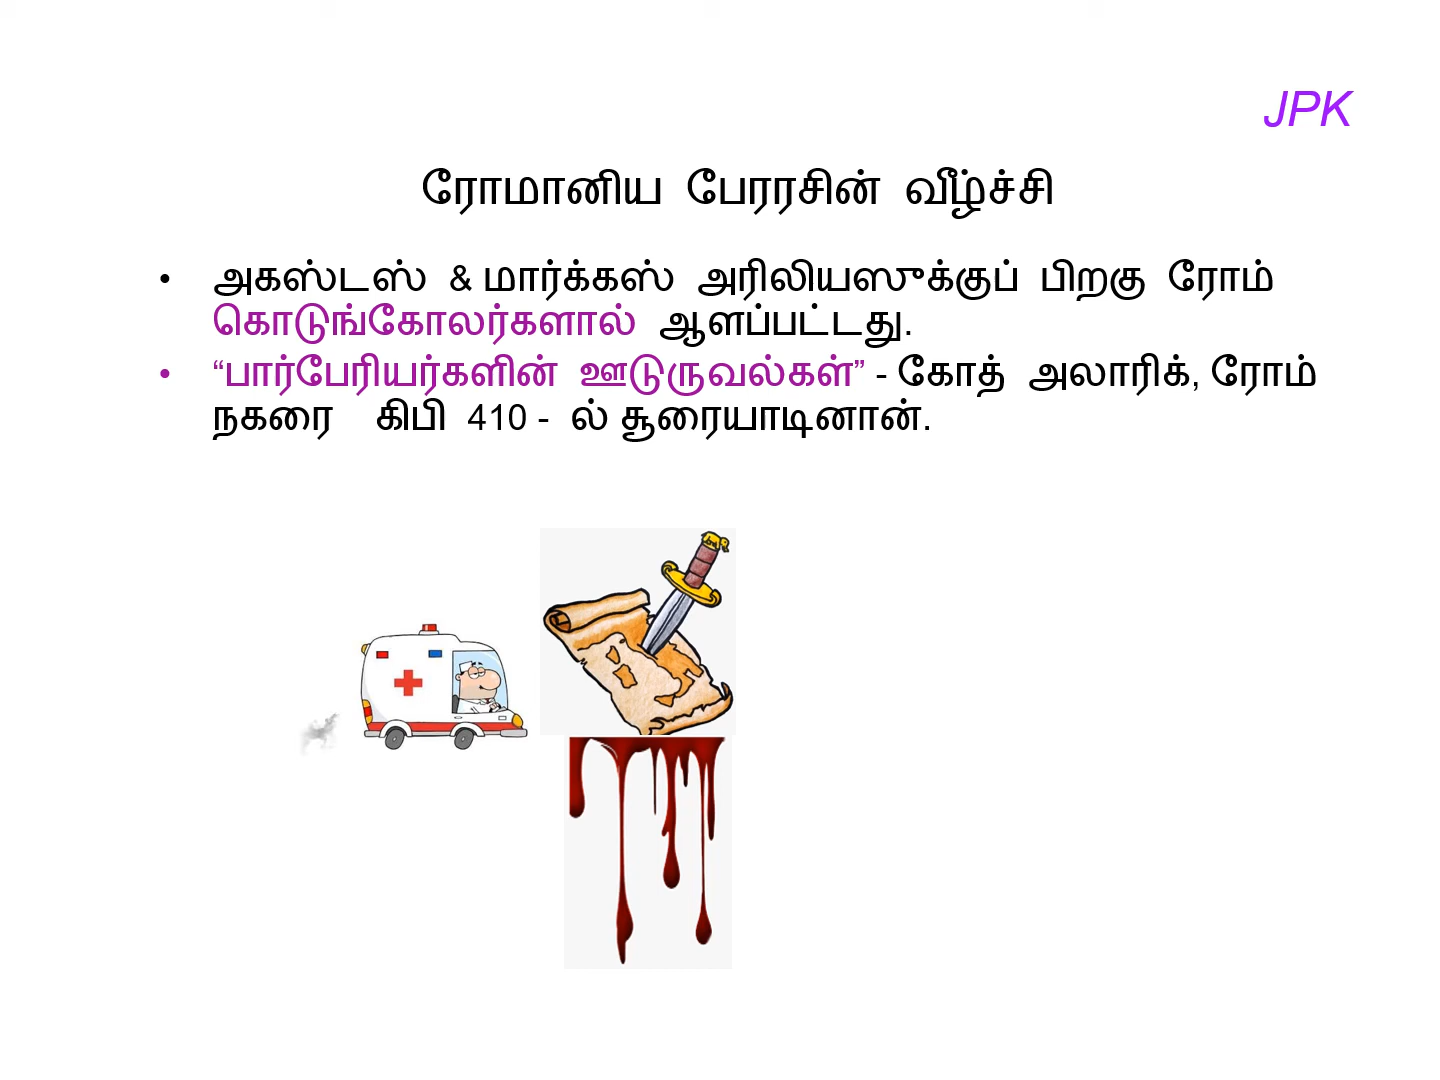 JPK
ரோமானிய பேரரசின் வீழ்ச்சி
• அகஸ்டஸ் & மார்க்கஸ் அரிலியஸுக்குப் பிறகு ரோம்
கொடுங்கோலர்களால் ஆளப்பட்டது.
• “பார்பேரியர்களின் ஊடுருவல்கள்” - கோத் அலாரிக், ரோம்
நகரை கிபி 410 - ல் சூரையாடினான்.